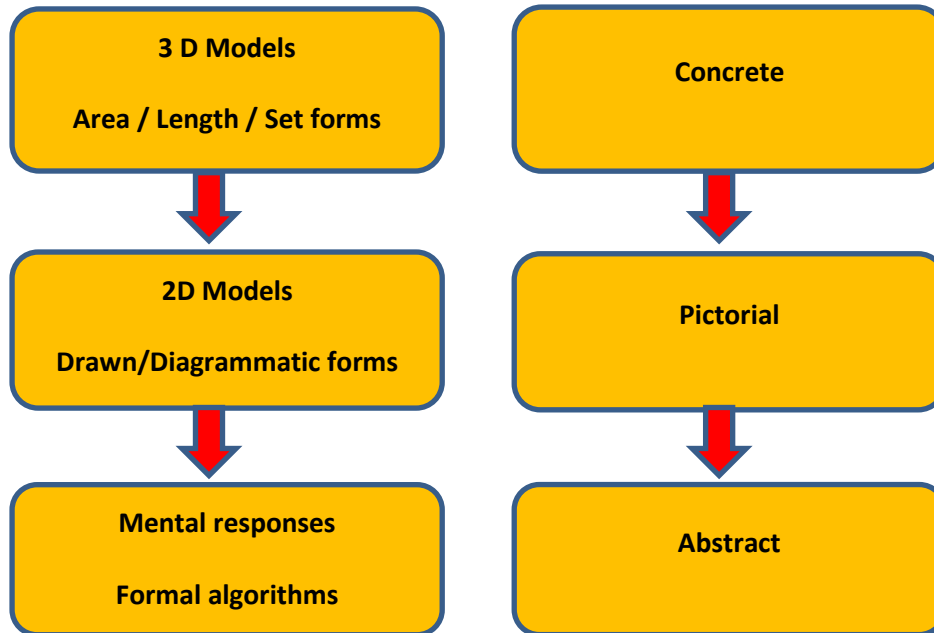 3 D Models
Area / Length / Set forms
Concrete
2D Models
Drawn/Diagrammatic forms
Pictorial
Mental responses
Formal algorithms
Abstract